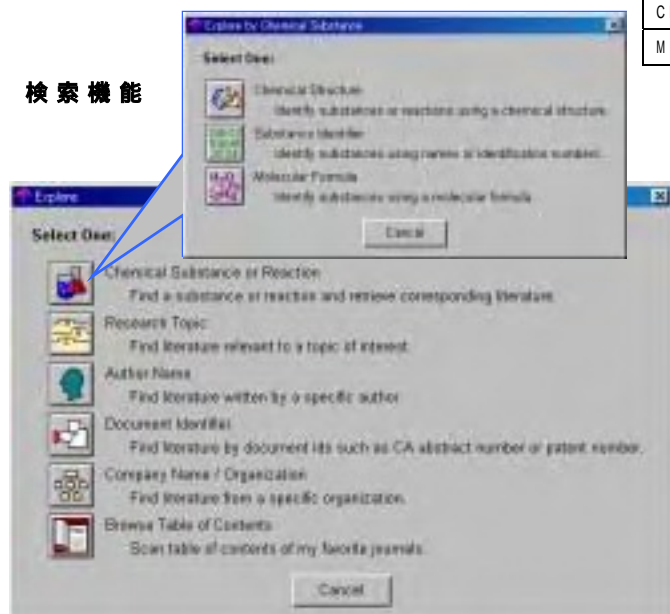 C
M
検索機能
Explore by Chemical Substance
Select One:
Chemical Structure
Identify substances or reactions using a chemical structure.
Substance Identifier
Identify substances using names or identification numbers.
Molecular Formula
Identify substances using a molecular formula.
Cancel
Explore
Select One:
Chemical Substance or Reaction
Find a substance or reaction and retrieve corresponding literature.
Research Topic
Find literature relevant to a topic of interest.
Author Name
Find literature written by a specific author.
Document Identifier
Find literature by document ids such as CA abstract number or patent number.
Company Name / Organization
Find literature from a specific organization.
Browse Table of Contents
Scan table of contents of my favorite journals.
Cancel